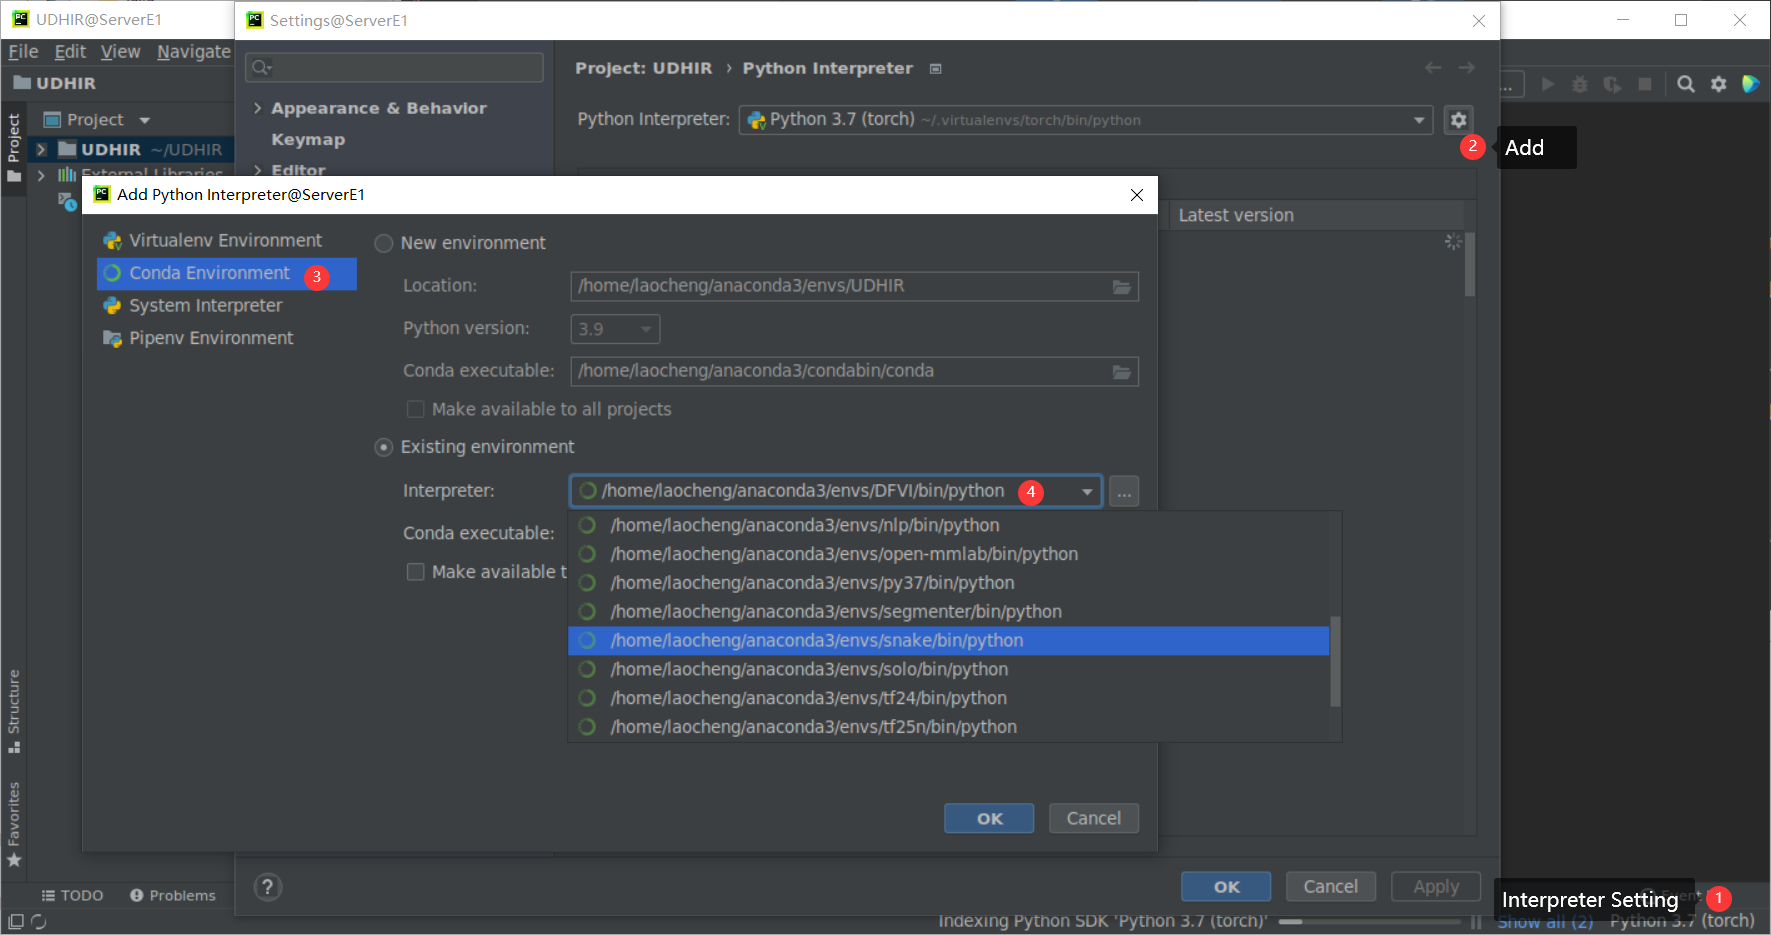 UDHIR@ServerE1
Settings@ServerE1
File Edit View Navigate
UDHIR
Project: UDHIR › Python Interpreter
Appearance & Behavior
Keymap
Editor
Python Interpreter: Python 3.7 (torch) ~/.virtualenvs/torch/bin/python
2 Add
Project
Project
UDHIR ~/UDHIR
External Libraries
Latest version
Add Python Interpreter@ServerE1
Virtualenv Environment
Conda Environment 3
System Interpreter
Pipenv Environment
New environment
Location: /home/laocheng/anaconda3/envs/UDHIR
Python version: 3.9
Conda executable: /home/laocheng/anaconda3/condabin/conda
Make available to all projects
Existing environment
Interpreter: /home/laocheng/anaconda3/envs/DFVI/bin/python 4 ...
Conda executable:
Make available t
/home/laocheng/anaconda3/envs/nlp/bin/python
/home/laocheng/anaconda3/envs/open-mmlab/bin/python
/home/laocheng/anaconda3/envs/py37/bin/python
/home/laocheng/anaconda3/envs/segmenter/bin/python
/home/laocheng/anaconda3/envs/snake/bin/python
/home/laocheng/anaconda3/envs/solo/bin/python
/home/laocheng/anaconda3/envs/tf24/bin/python
/home/laocheng/anaconda3/envs/tf25n/bin/python
OK Cancel
Structure
Favorites
? OK Cancel Apply
TODO Problems
Interpreter Setting 1
Event
Indexing Python SDK 'Python 3.7 (torch)' Show all (2) Python 3.7 (torch)